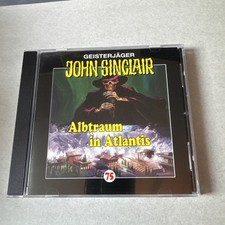 GEISTERJÄGER
JOHN SINCLAIR
Albtraum
in Atlantis
75